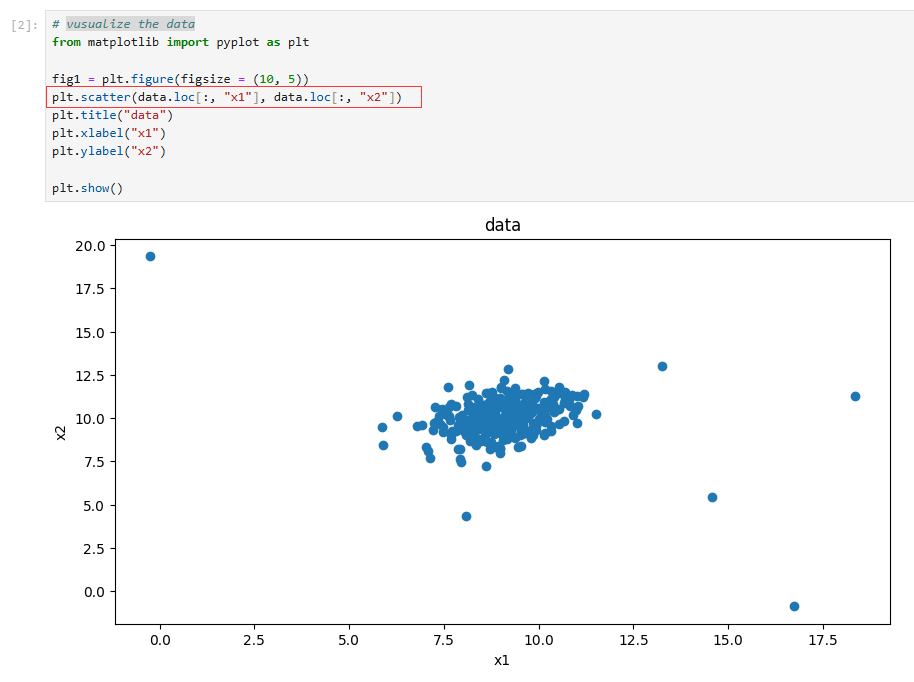 [2]: # vusualize the data
from matplotlib import pyplot as plt
fig1 = plt.figure(figsize = (10, 5))
plt.scatter(data.loc[:, "x1"], data.loc[:, "x2"])
plt.title("data")
plt.xlabel("x1")
plt.ylabel("x2")
plt.show()
data
20.0
17.5
15.0
12.5
10.0
7.5
5.0
2.5
0.0
x2
0.0 2.5 5.0 7.5 10.0 12.5 15.0 17.5
x1